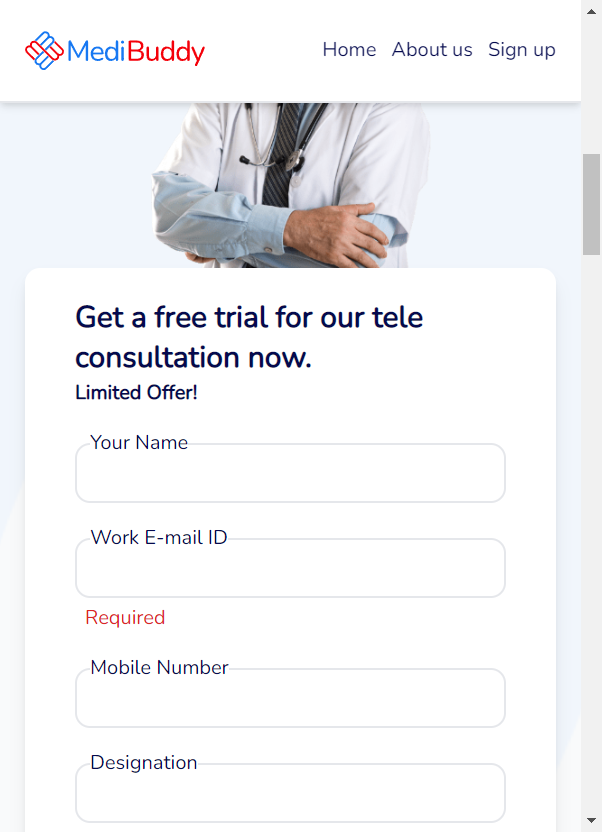 MediBuddy
Home About us Sign up
Get a free trial for our tele
consultation now.
Limited Offer!
Your Name
Work E-mail ID
Required
Mobile Number
Designation